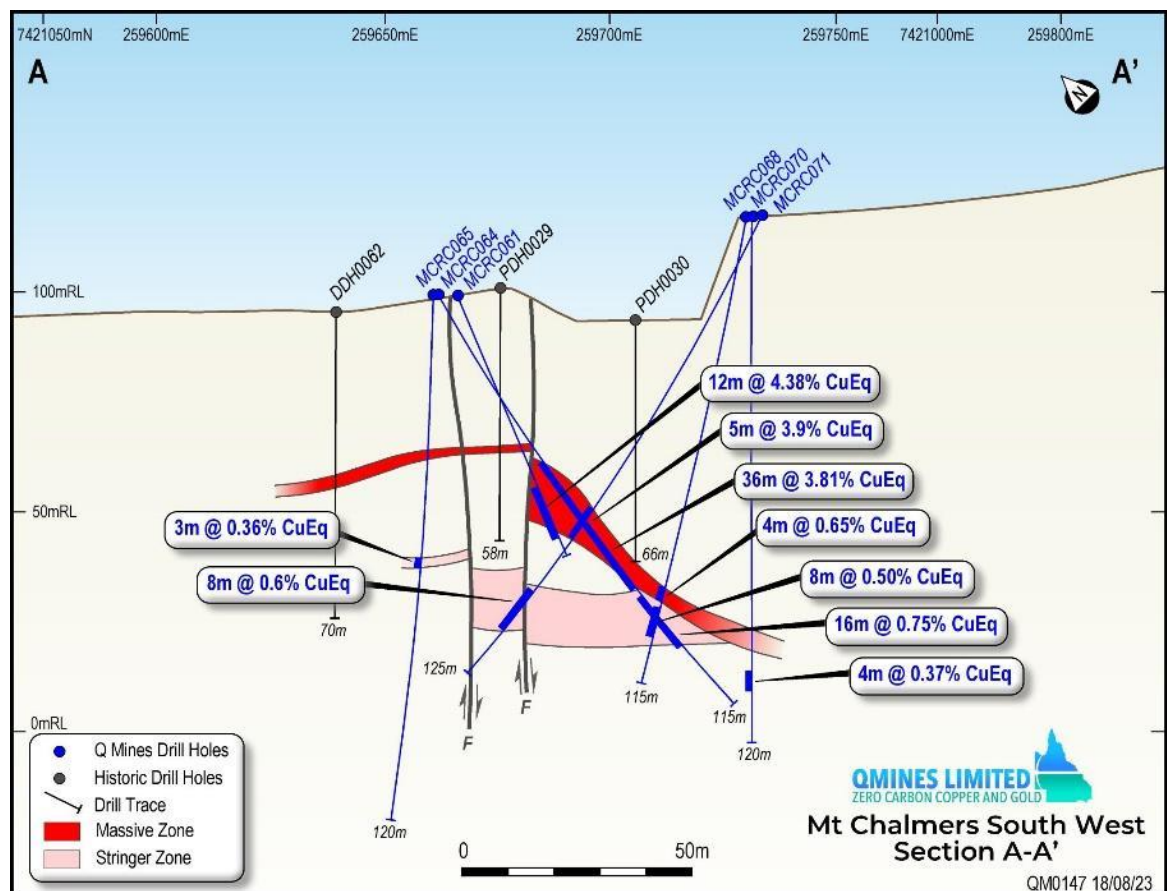 7421050mN 259600mE 259650mE 259700mE 259750mE 7421000mE 259800mE
A
A'
N
MCRC068
MCRC070
MCRC071
DDH0062
MCRC065
MCRC064
MCRC061
PDH0029
PDH0030
100mRL
12m @ 4.38% CuEq
5m @ 3.9% CuEq
36m @ 3.81% CuEq
50mRL
4m @ 0.65% CuEq
3m @ 0.36% CuEq
58m
66m
8m @ 0.6% CuEq
8m @ 0.50% CuEq
70m
16m @ 0.75% CuEq
125m
4m @ 0.37% CuEq
115m
115m
F
F
0mRL
120m
120m
Q Mines Drill Holes
Historic Drill Holes
Drill Trace
Massive Zone
Stringer Zone
0 50m
QMINES LIMITED
ZERO CARBON COPPER AND GOLD
Mt Chalmers South West
Section A-A'
QM0147 18/08/23